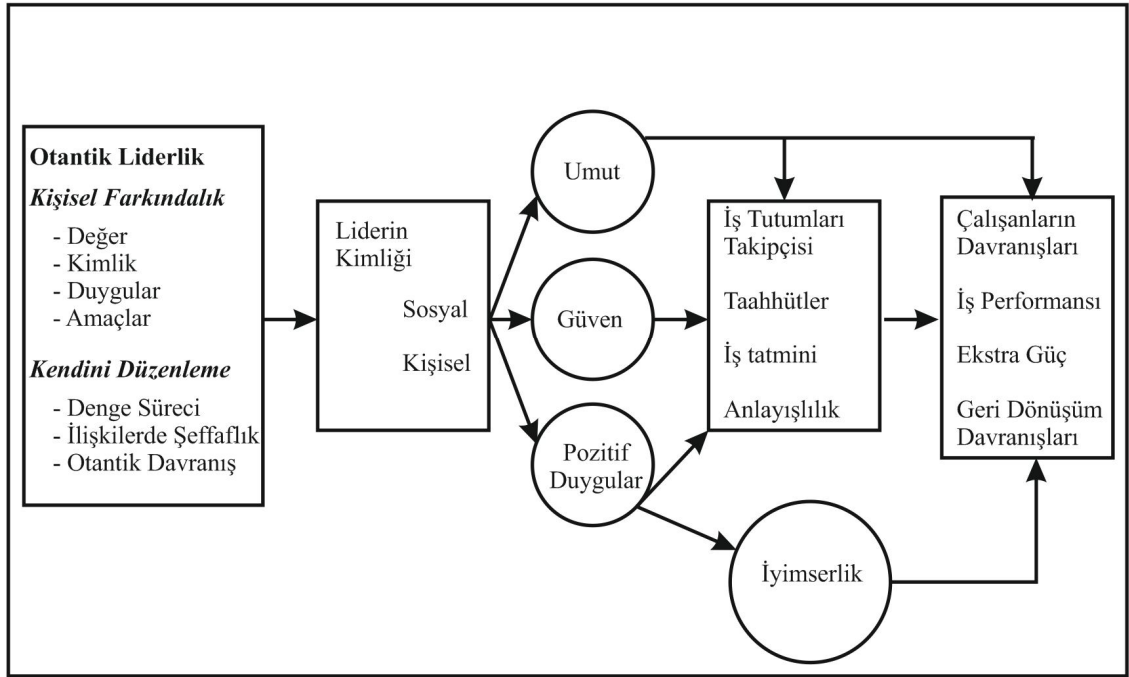 Otantik Liderlik
Kişisel Farkındalık
- Değer
- Kimlik
- Duygular
- Amaçlar
Kendini Düzenleme
- Denge Süreci
- İlişkilerde Şeffaflık
- Otantik Davranış
Liderin
Kimliği
Sosyal
Kişisel
Umut
Güven
Pozitif
Duygular
İyimserlik
İş Tutumları
Takipçisi
Taahhütler
İş tatmini
Anlayışlılık
Çalışanların
Davranışları
İş Performansı
Ekstra Güç
Geri Dönüşüm
Davranışları